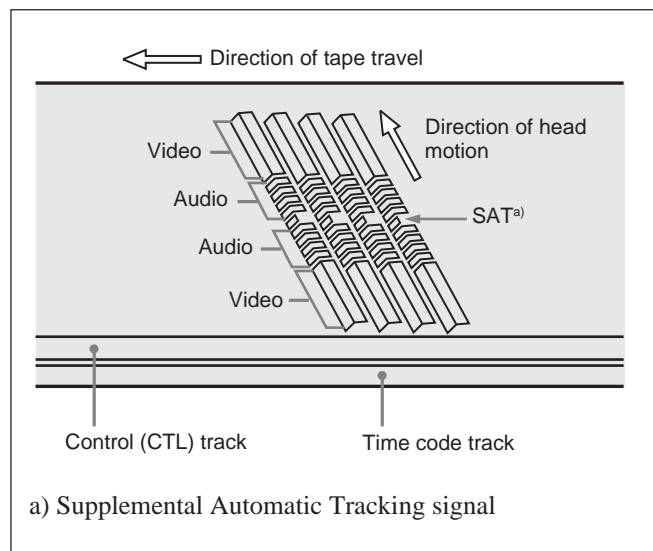 Direction of tape travel
Direction of head
motion
Video
Audio
SATa)
Audio
Video
Control (CTL) track
Time code track
a) Supplemental Automatic Tracking signal